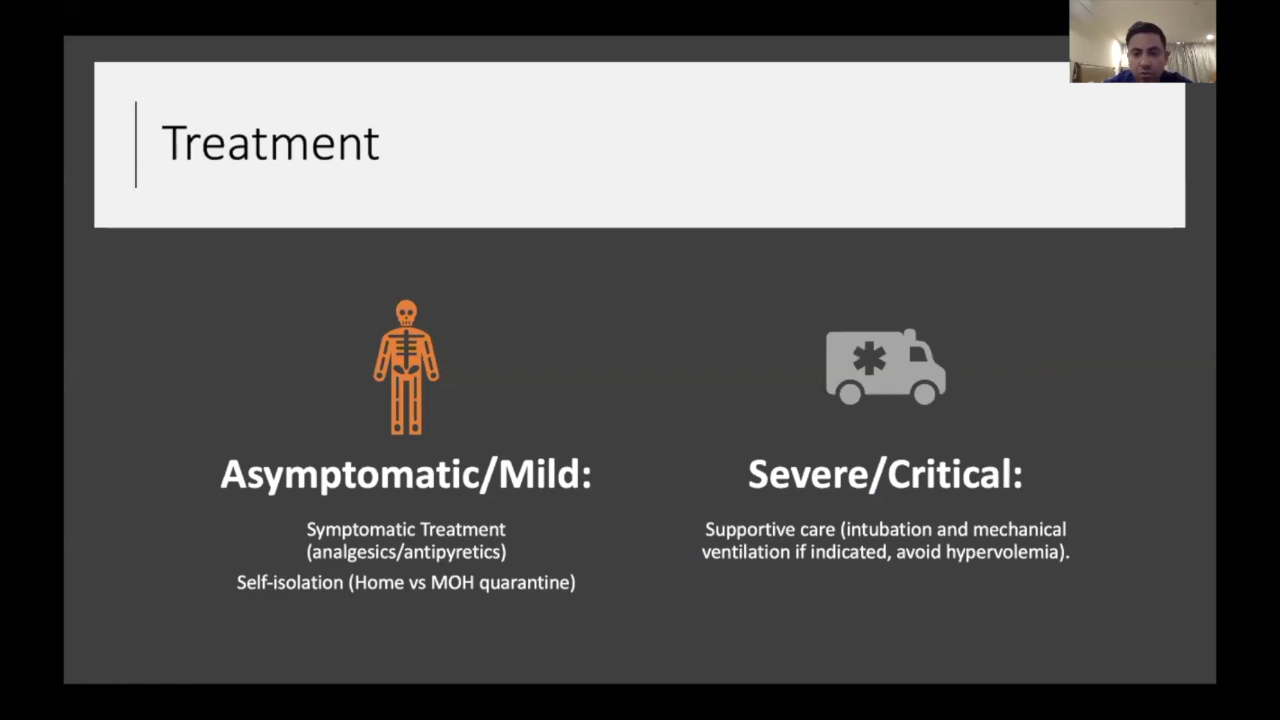 Treatment
Asymptomatic/Mild:
Symptomatic Treatment
(analgesics/antipyretics)
Self-isolation (Home vs MOH quarantine)
Severe/Critical:
Supportive care (intubation and mechanical
ventilation if indicated, avoid hypervolemia).